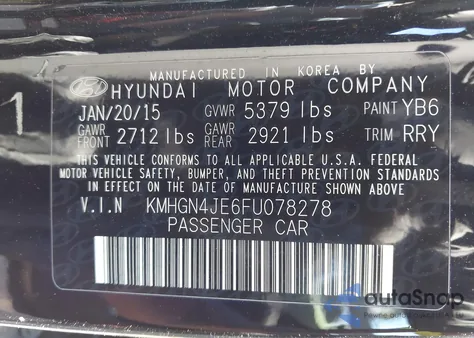 MANUFACTURED IN KOREA BY
HYUNDAI MOTOR COMPANY
JAN/20/15 GVWR 5379 lbs PAINT YB6
GAWR FRONT 2712 lbs GAWR REAR 2921 lbs TRIM RRY
THIS VEHICLE CONFORMS TO ALL APPLICABLE U.S.A. FEDERAL
MOTOR VEHICLE SAFETY, BUMPER, AND THEFT PREVENTION STANDARDS
IN EFFECT ON THE DATE OF MANUFACTURE SHOWN ABOVE
V.I.N KMHGN4JE6FU078278
PASSENGER CAR
1
autoSnap